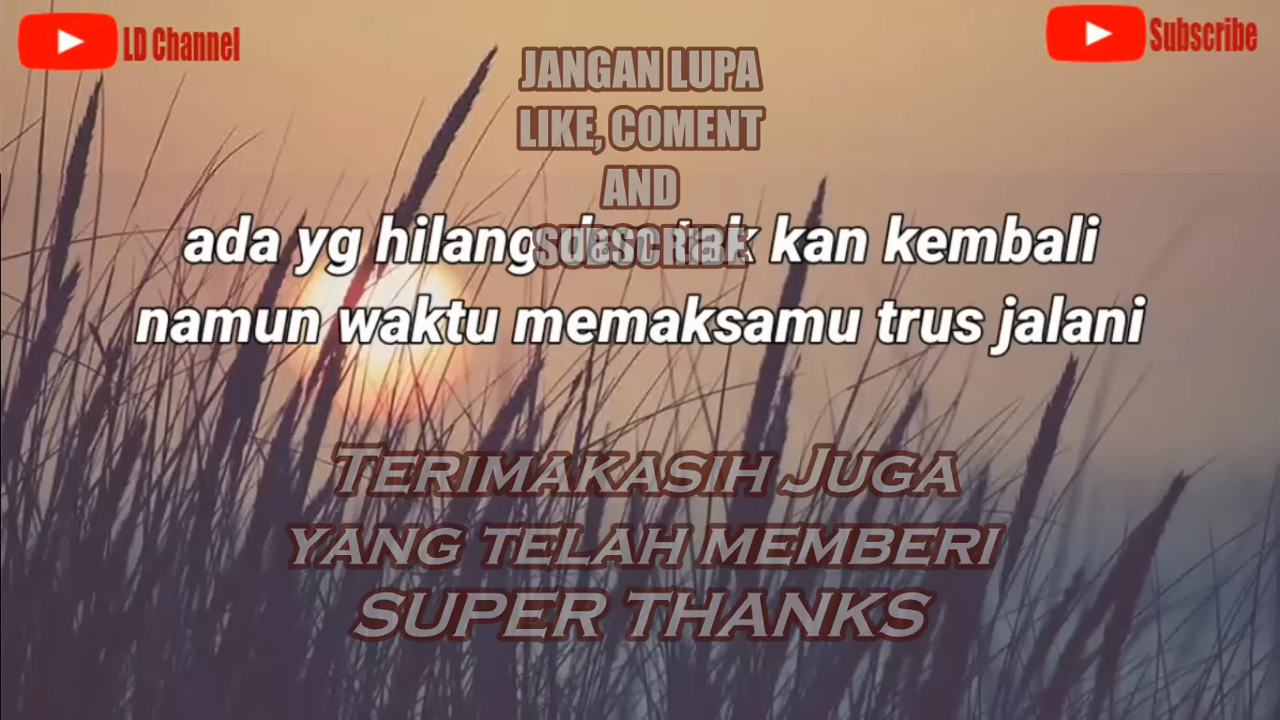 LD Channel
Subscribe
JANGAN LUPA
LIKE, COMENT
AND
SUBSCRIBE
ada yg hilang kan kembali
namun waktu memaksamu trus jalani
TERIMAKASIH JUGA
YANG TELAH MEMBERI
SUPER THANKS